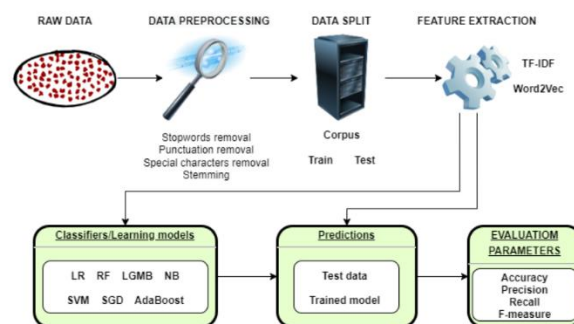 RAW DATA
DATA PREPROCESSING
DATA SPLIT
FEATURE EXTRACTION
TF-IDF
Word2Vec
Stopwords removal
Punctuation removal
Special characters removal
Stemming
Corpus
Train Test
Classifiers/Learning models
LR RF LGMB NB
SVM SGD AdaBoost
Predictions
Test data
Trained model
EVALUATIOM
PARAMETERS
Accuracy
Precision
Recall
F-measure